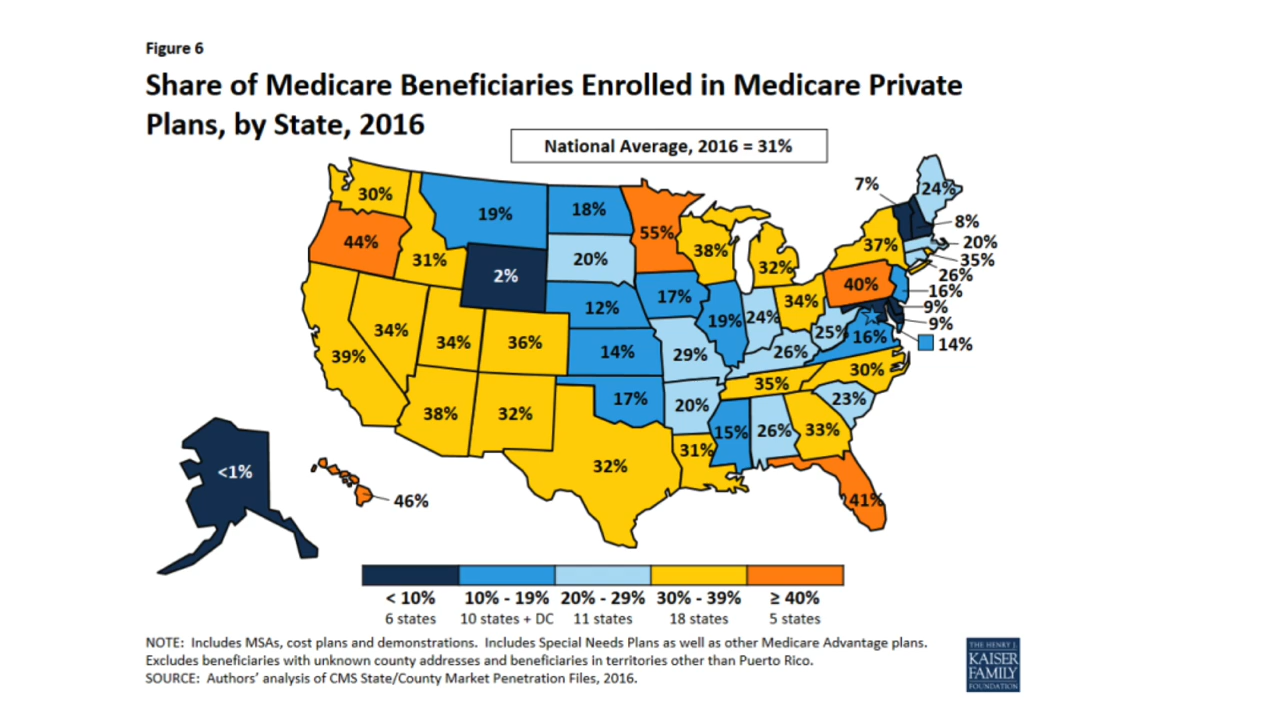 Figure 6
Share of Medicare Beneficiaries Enrolled in Medicare Private
Plans, by State, 2016
National Average, 2016 = 31%
7%
24%
30%
19%
18%
8%
55%
44%
37%
20%
38%
31%
20%
35%
32%
2%
26%
40%
16%
17%
34%
12%
9%
24%
19%
9%
34%
25%
16%
34%
36%
14%
26%
14%
39%
29%
30%
35%
17%
23%
20%
38%
32%
15%
26%
33%
31%
32%
<1%
46%
41%
< 10%
10% - 19%
20% - 29%
30% - 39%
≥ 40%
6 states
10 states + DC
11 states
18 states
5 states
NOTE: Includes MSAs, cost plans and demonstrations. Includes Special Needs Plans as well as other Medicare Advantage plans.
Excludes beneficiaries with unknown county addresses and beneficiaries in territories other than Puerto Rico.
SOURCE: Authors' analysis of CMS State/County Market Penetration Files, 2016.
THE HENRY J.
KAISER
FAMILY
FOUNDATION